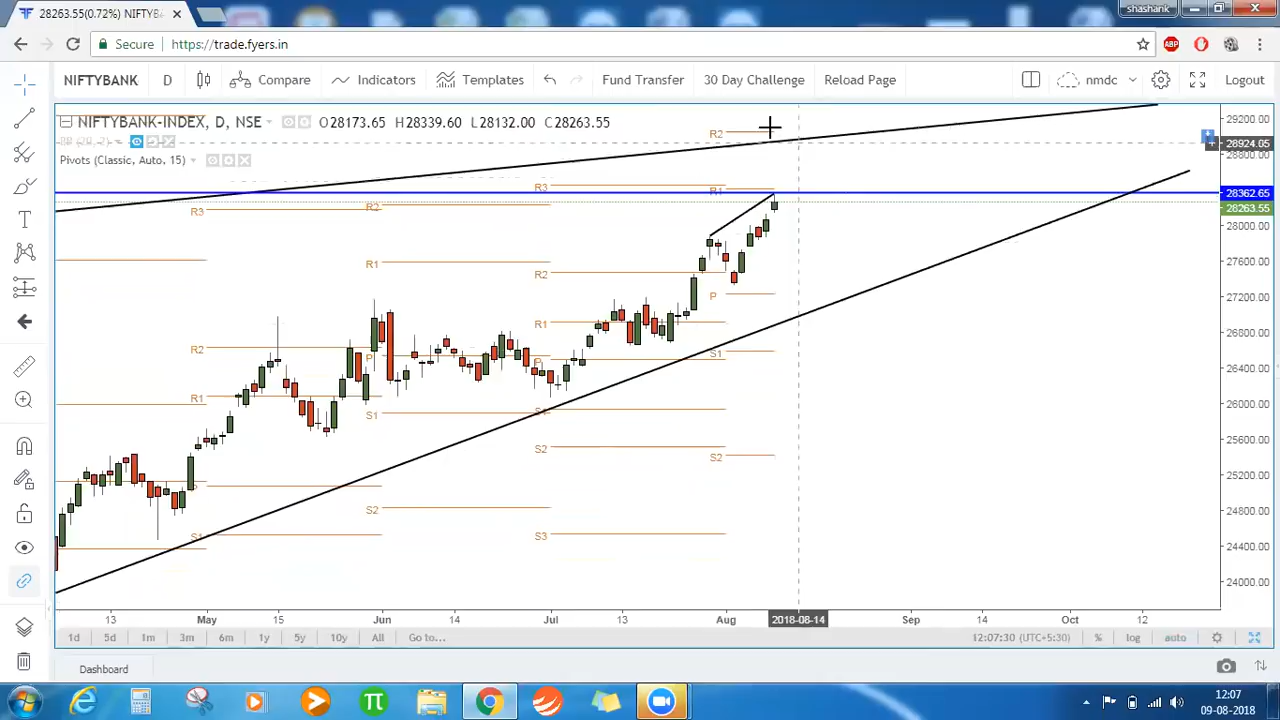 shashank
28263.55(0.72%) NIFTYB
Secure https://trade.fyers.in
ABP
NIFTYBANK D Compare Indicators Templates Fund Transfer 30 Day Challenge Reload Page nmdc Logout
NIFTYBANK-INDEX, D, NSE O28173.65 H28339.60 L28132.00 C28263.55
Pivots (Classic, Auto, 15)
R2
R3
R1
R3
R2
R1
R2
P
R1
R2
P
S1
R1
S1
S1
S2
S2
S2
S1
S3
29200.00
28924.05
28800.00
28362.65
28263.55
28000.00
27600.00
27200.00
26800.00
26400.00
26000.00
25600.00
25200.00
24800.00
24400.00
24000.00
13 May 15 Jun 14 Jul 13 Aug 2018-08-14 Sep 14 Oct 12
1d 5d 1m 3m 6m 1y 5y 10y All Go to... 12:07:30 (UTC+5:30) % log auto
Dashboard
12:07
09-08-2018